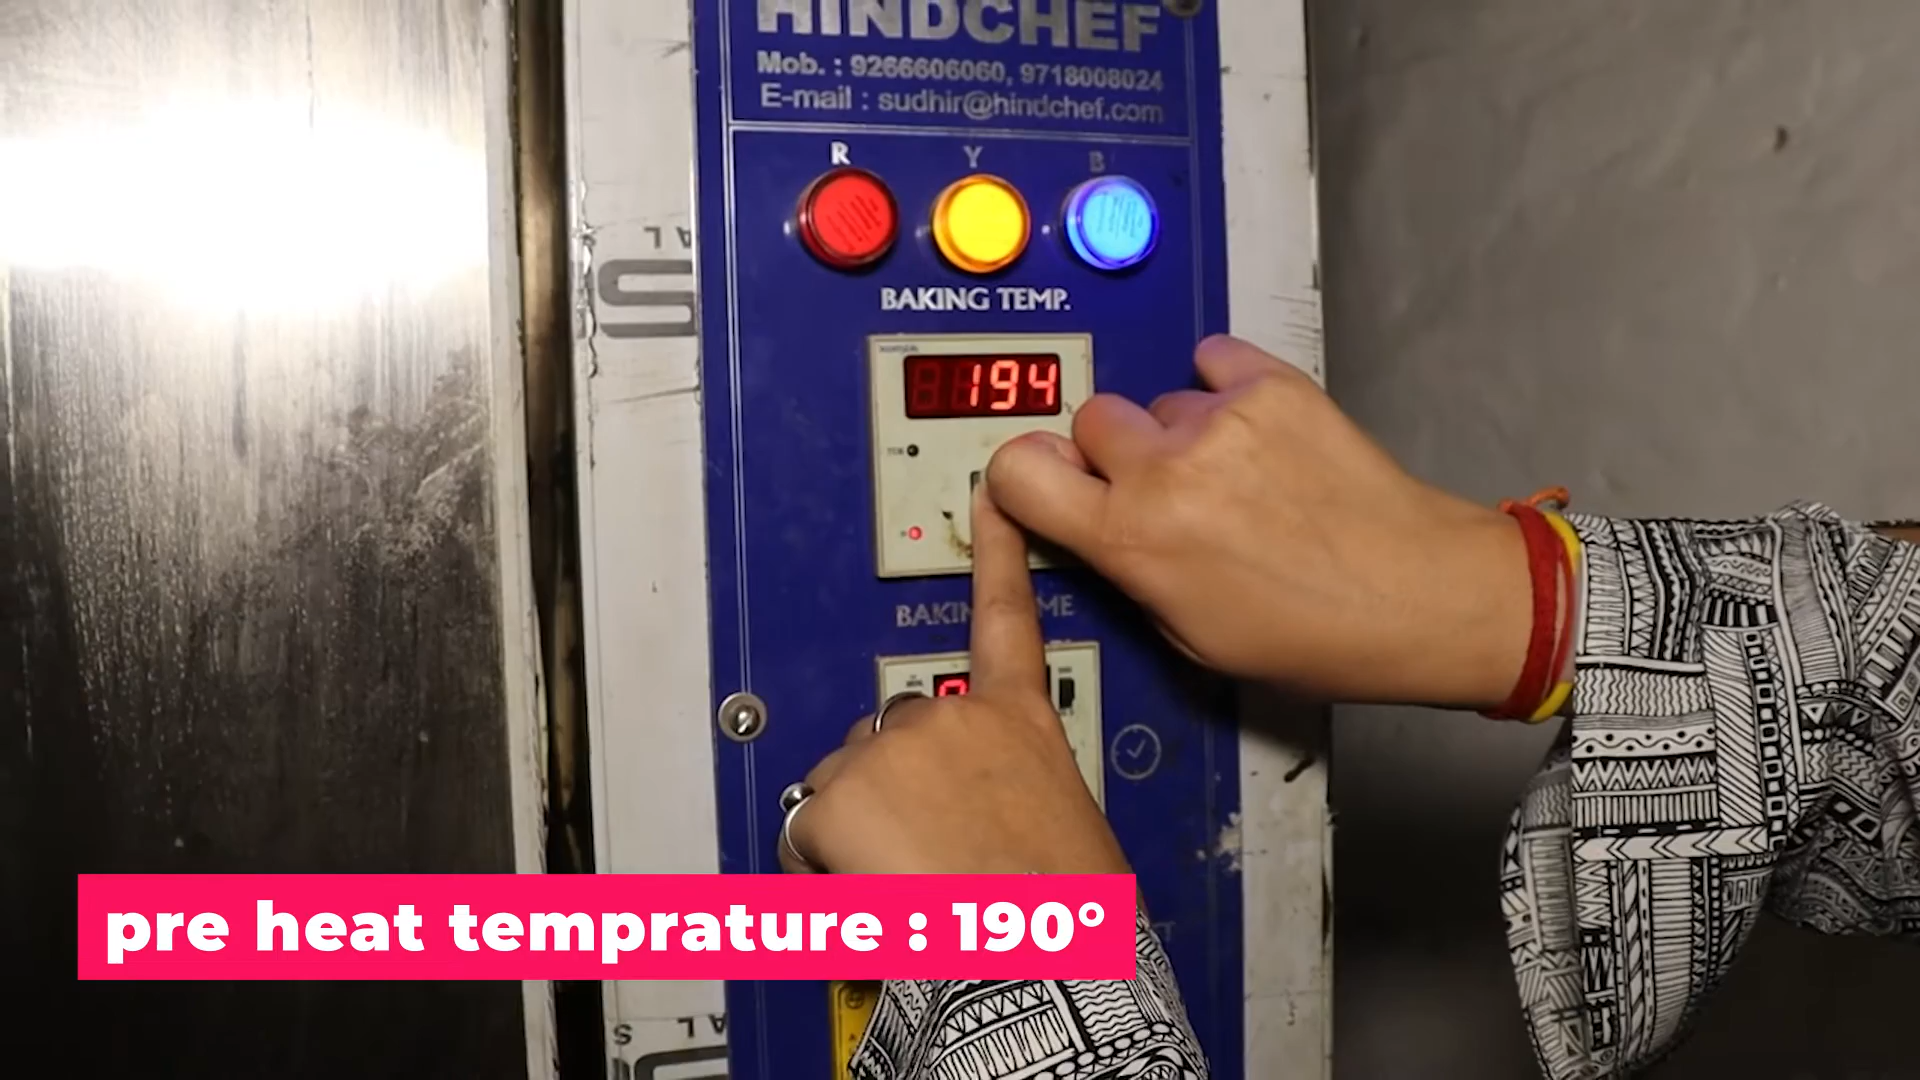 HINDCHEF
Mob. : 9266606060, 9718008024
E-mail : sudhir@hindchef.com
R Y B
BAKING TEMP.
194
pre heat temprature : 190°